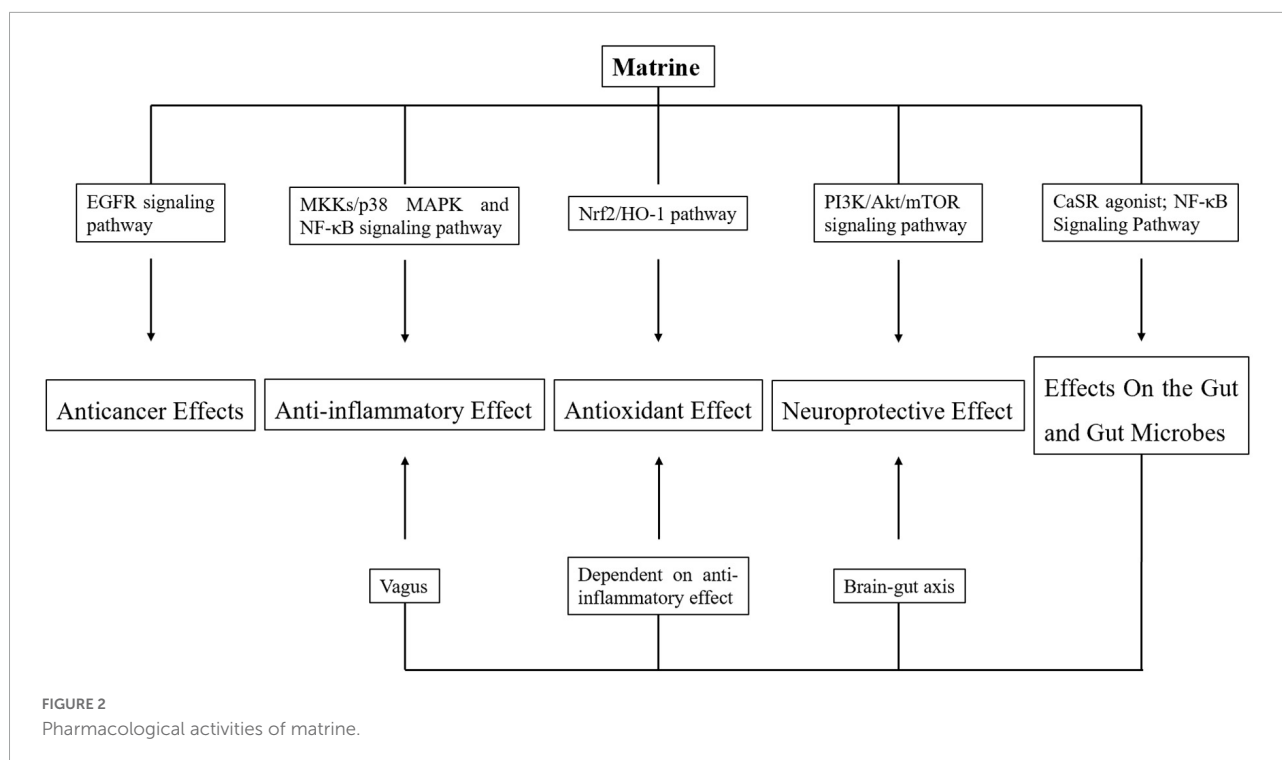 Matrine
EGFR signaling
pathway
MKKs/p38 MAPK and
NF-κB signaling pathway
Nrf2/HO-1 pathway
PI3K/Akt/mTOR
signaling pathway
CaSR agonist; NF-κB
Signaling Pathway
Anticancer Effects
Anti-inflammatory Effect
Antioxidant Effect
Neuroprotective Effect
Effects On the Gut
and Gut Microbes
Vagus
Dependent on anti-
inflammatory effect
Brain-gut axis
FIGURE 2
Pharmacological activities of matrine.